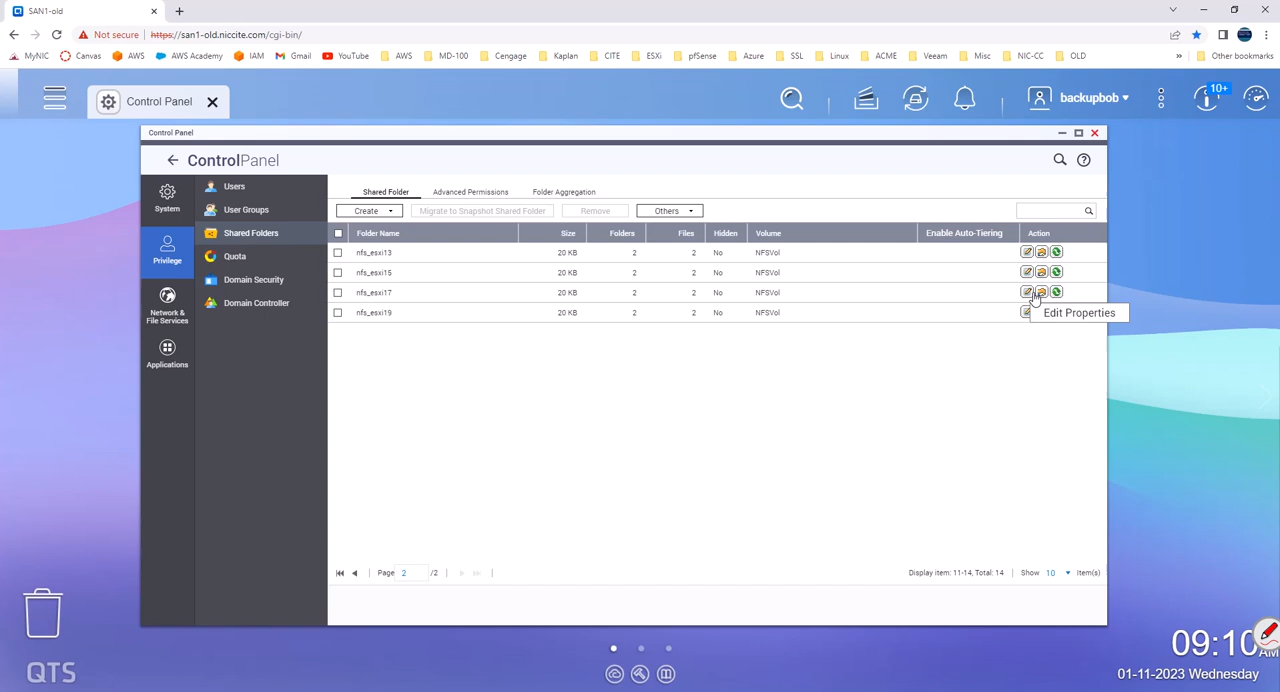 SAN1-old
Not secure
https://san1-old.niccite.com/cgi-bin/
MyNIC Canvas AWS AWS Academy IAM Gmail YouTube AWS MD-100 Cengage Kaplan CITE ESXi pfSense Azure SSL Linux ACME Veeam Misc NIC-CC OLD » Other bookmarks
Control Panel
backupbob
10+
Control Panel
ControlPanel
System
Privilege
Network &
File Services
Applications
Users
User Groups
Shared Folders
Quota
Domain Security
Domain Controller
Shared Folder Advanced Permissions Folder Aggregation
Create Migrate to Snapshot Shared Folder Remove Others
Folder Name Size Folders Files Hidden Volume Enable Auto-Tiering Action
nfs_esxi13 20 KB 2 2 No NFSVol
nfs_esxi15 20 KB 2 2 No NFSVol
nfs_esxi17 20 KB 2 2 No NFSVol
nfs_esxi19 20 KB 2 2 No NFSVol
Edit Properties
Page 2 /2
Display item: 11-14, Total: 14 Show 10 Item(s)
QTS
09:10 AM
01-11-2023 Wednesday